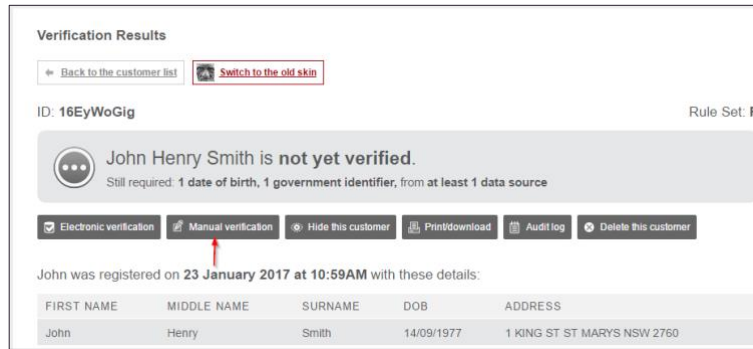 Verification Results
Back to the customer list Switch to the old skin
ID: 16EyWoGig Rule Set:
John Henry Smith is not yet verified.
Still required: 1 date of birth, 1 government identifier, from at least 1 data source
Electronic verification Manual verification Hide this customer Print/download Audit log Delete this customer
John was registered on 23 January 2017 at 10:59AM with these details:
FIRST NAME MIDDLE NAME SURNAME DOB ADDRESS
John Henry Smith 14/09/1977 1 KING ST ST MARYS NSW 2760